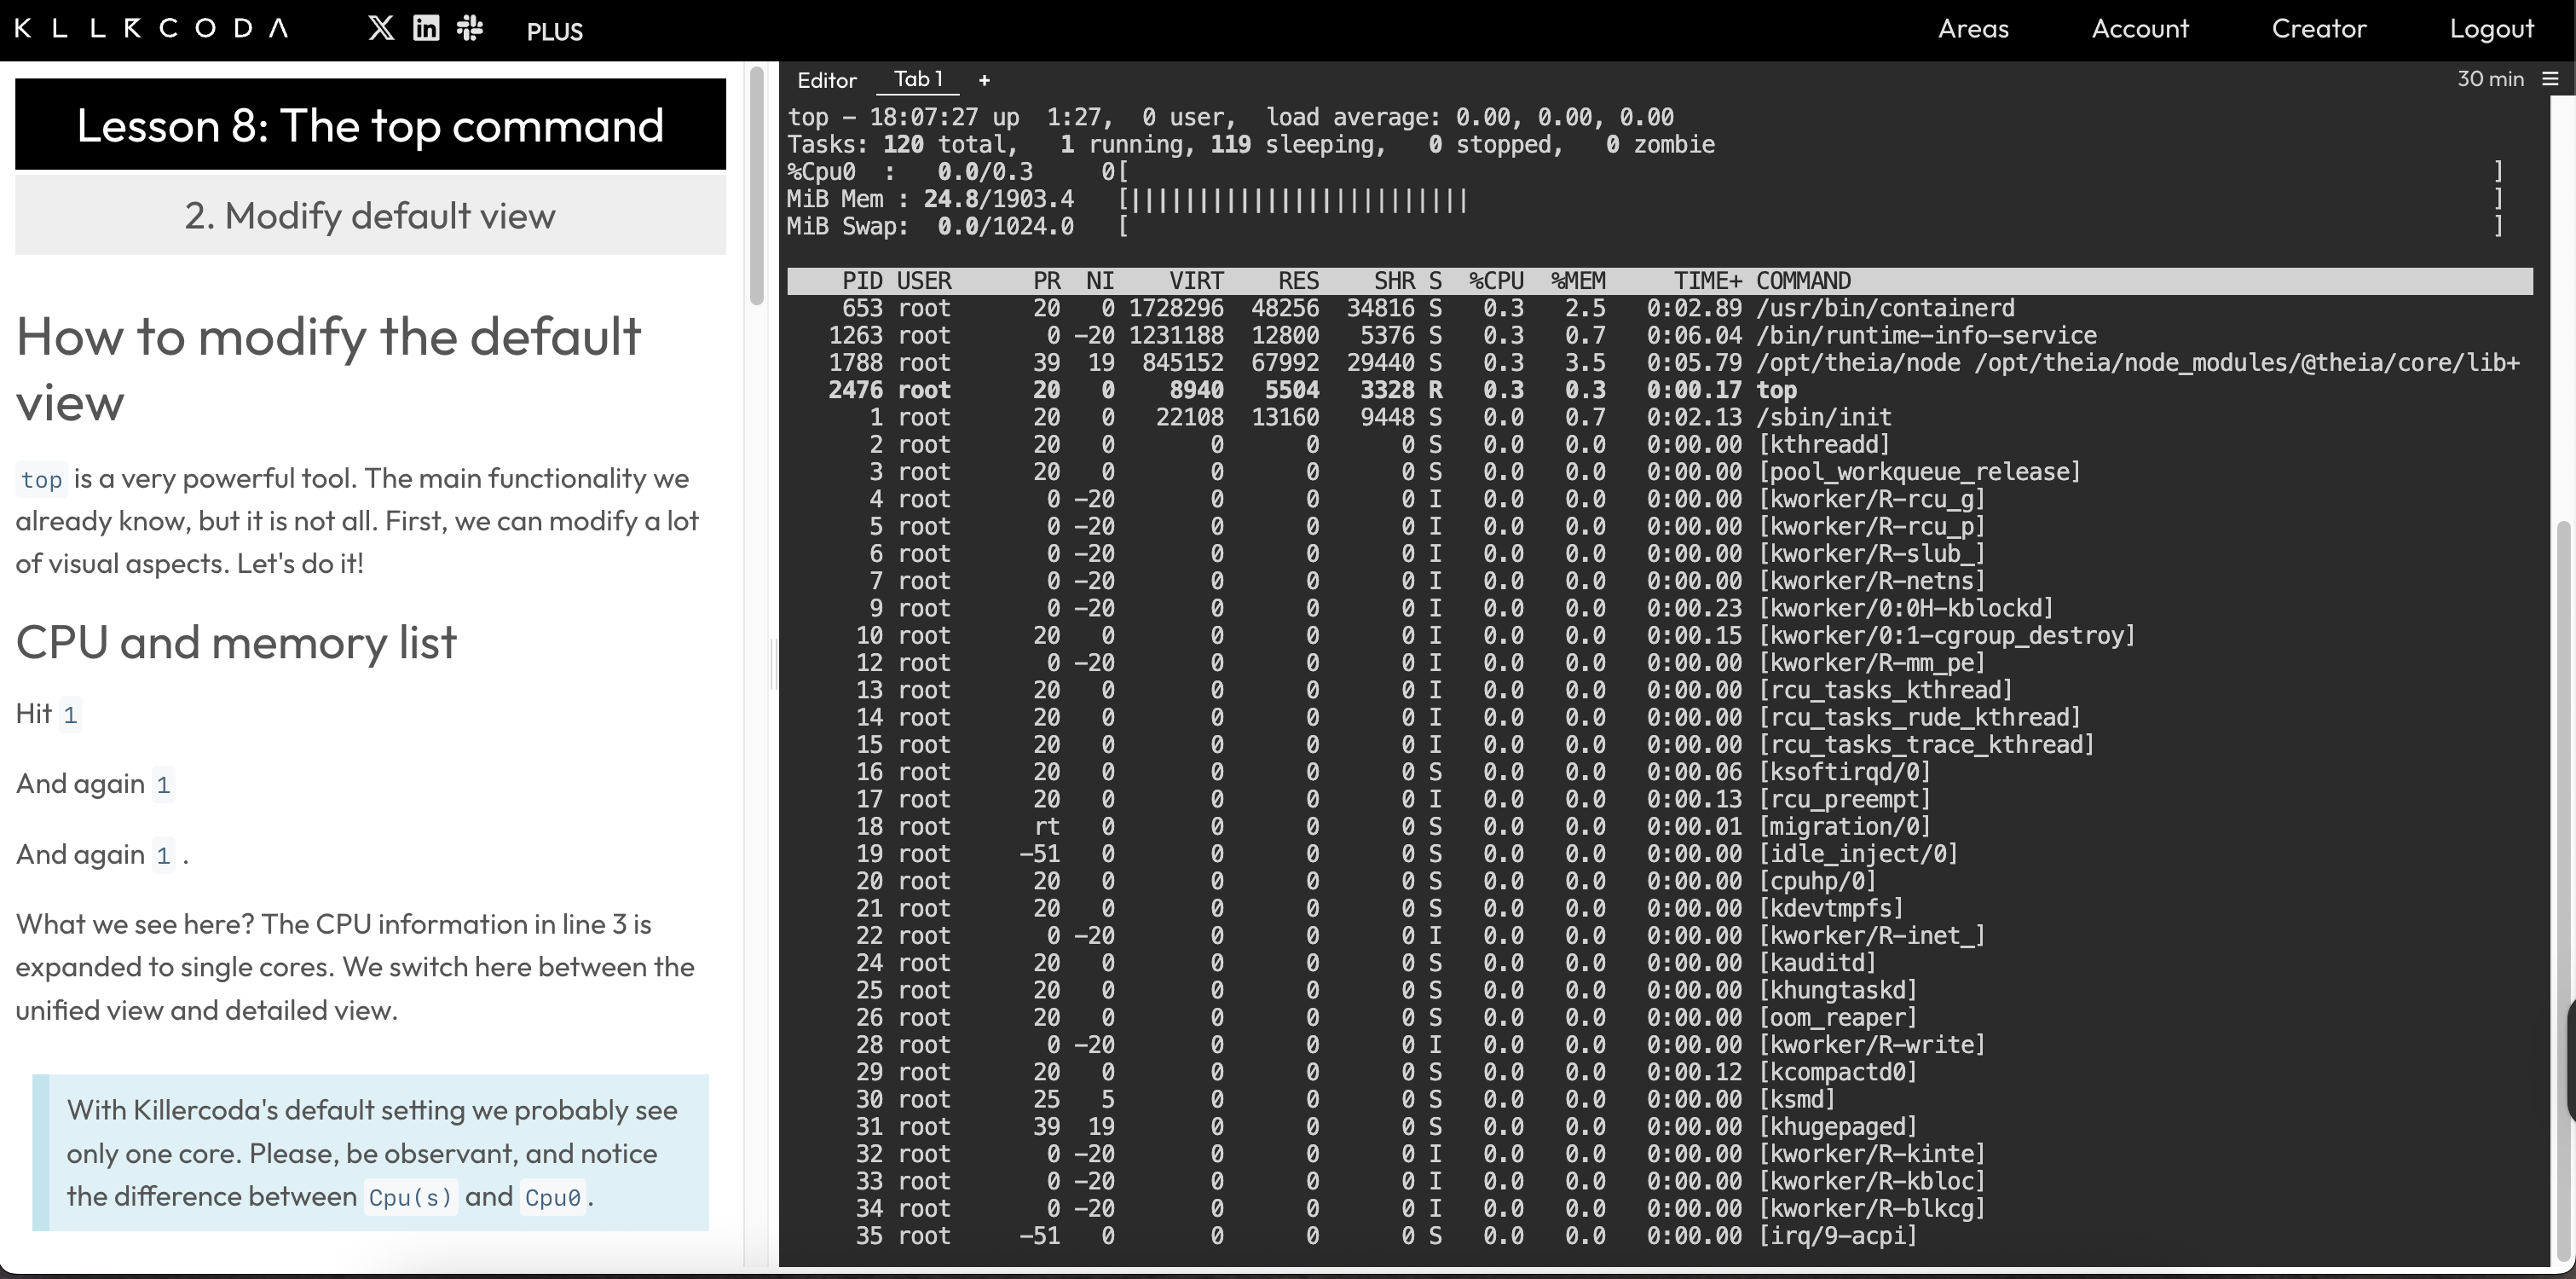 KLLRCODA PLUS Areas Account Creator Logout
Lesson 8: The top command
2. Modify default view
How to modify the default
view
top is a very powerful tool. The main functionality we
already know, but it is not all. First, we can modify a lot
of visual aspects. Let's do it!
CPU and memory list
Hit 1
And again 1
And again 1 .
What we see here? The CPU information in line 3 is
expanded to single cores. We switch here between the
unified view and detailed view.
With Killercoda's default setting we probably see
only one core. Please, be observant, and notice
the difference between Cpu(s) and Cpu0.
Editor Tab 1 + 30 min
top - 18:07:27 up  1:27,  0 user,  load average: 0.00, 0.00, 0.00
Tasks: 120 total,   1 running, 119 sleeping,   0 stopped,   0 zombie
%Cpu0  :   0.0/0.3     0[ ]
MiB Mem : 24.8/1903.4   [||||||||||||||||||||||||| ]
MiB Swap:  0.0/1024.0   [ ]
PID USER      PR  NI    VIRT    RES    SHR S  %CPU  %MEM     TIME+ COMMAND
653 root      20   0 1728296  48256  34816 S   0.3   2.5   0:02.89 /usr/bin/containerd
1263 root       0 -20 1231188  12800   5376 S   0.3   0.7   0:06.04 /bin/runtime-info-service
1788 root      39  19  845152  67992  29440 S   0.3   3.5   0:05.79 /opt/theia/node /opt/theia/node_modules/@theia/core/lib+
2476 root      20   0    8940   5504   3328 R   0.3   0.3   0:00.17 top
1 root      20   0   22108  13160   9448 S   0.0   0.7   0:02.13 /sbin/init
2 root      20   0       0      0      0 S   0.0   0.0   0:00.00 [kthreadd]
3 root      20   0       0      0      0 S   0.0   0.0   0:00.00 [pool_workqueue_release]
4 root       0 -20       0      0      0 I   0.0   0.0   0:00.00 [kworker/R-rcu_g]
5 root       0 -20       0      0      0 I   0.0   0.0   0:00.00 [kworker/R-rcu_p]
6 root       0 -20       0      0      0 I   0.0   0.0   0:00.00 [kworker/R-slub_]
7 root       0 -20       0      0      0 I   0.0   0.0   0:00.00 [kworker/R-netns]
9 root       0 -20       0      0      0 I   0.0   0.0   0:00.23 [kworker/0:0H-kblockd]
10 root      20   0       0      0      0 I   0.0   0.0   0:00.15 [kworker/0:1-cgroup_destroy]
12 root       0 -20       0      0      0 I   0.0   0.0   0:00.00 [kworker/R-mm_pe]
13 root      20   0       0      0      0 I   0.0   0.0   0:00.00 [rcu_tasks_kthread]
14 root      20   0       0      0      0 I   0.0   0.0   0:00.00 [rcu_tasks_rude_kthread]
15 root      20   0       0      0      0 I   0.0   0.0   0:00.00 [rcu_tasks_trace_kthread]
16 root      20   0       0      0      0 S   0.0   0.0   0:00.06 [ksoftirqd/0]
17 root      20   0       0      0      0 I   0.0   0.0   0:00.13 [rcu_preempt]
18 root      rt   0       0      0      0 S   0.0   0.0   0:00.01 [migration/0]
19 root     -51   0       0      0      0 S   0.0   0.0   0:00.00 [idle_inject/0]
20 root      20   0       0      0      0 S   0.0   0.0   0:00.00 [cpuhp/0]
21 root      20   0       0      0      0 S   0.0   0.0   0:00.00 [kdevtmpfs]
22 root       0 -20       0      0      0 I   0.0   0.0   0:00.00 [kworker/R-inet_]
24 root      20   0       0      0      0 S   0.0   0.0   0:00.00 [kauditd]
25 root      20   0       0      0      0 S   0.0   0.0   0:00.00 [khungtaskd]
26 root      20   0       0      0      0 S   0.0   0.0   0:00.00 [oom_reaper]
28 root       0 -20       0      0      0 I   0.0   0.0   0:00.00 [kworker/R-write]
29 root      20   0       0      0      0 S   0.0   0.0   0:00.12 [kcompactd0]
30 root      25   5       0      0      0 S   0.0   0.0   0:00.00 [ksmd]
31 root      39  19       0      0      0 S   0.0   0.0   0:00.00 [khugepaged]
32 root       0 -20       0      0      0 I   0.0   0.0   0:00.00 [kworker/R-kinte]
33 root       0 -20       0      0      0 I   0.0   0.0   0:00.00 [kworker/R-kbloc]
34 root       0 -20       0      0      0 I   0.0   0.0   0:00.00 [kworker/R-blkcg]
35 root     -51   0       0      0      0 S   0.0   0.0   0:00.00 [irq/9-acpi]